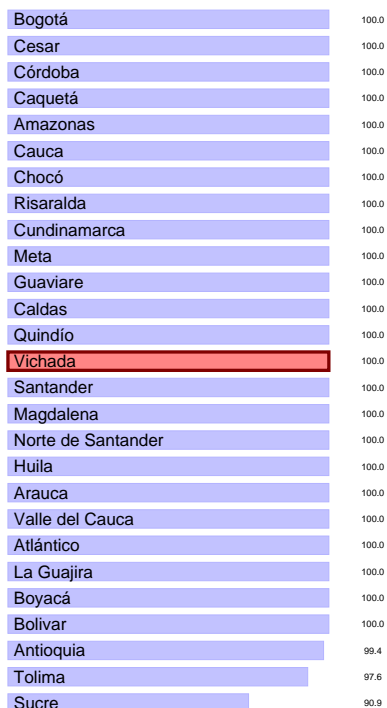 Bogotá 100.0
Cesar 100.0
Córdoba 100.0
Caquetá 100.0
Amazonas 100.0
Cauca 100.0
Chocó 100.0
Risaralda 100.0
Cundinamarca 100.0
Meta 100.0
Guaviare 100.0
Caldas 100.0
Quindío 100.0
Vichada 100.0
Santander 100.0
Magdalena 100.0
Norte de Santander 100.0
Huila 100.0
Arauca 100.0
Valle del Cauca 100.0
Atlántico 100.0
La Guajira 100.0
Boyacá 100.0
Bolivar 100.0
Antioquia 99.4
Tolima 97.6
Sucre 90.9